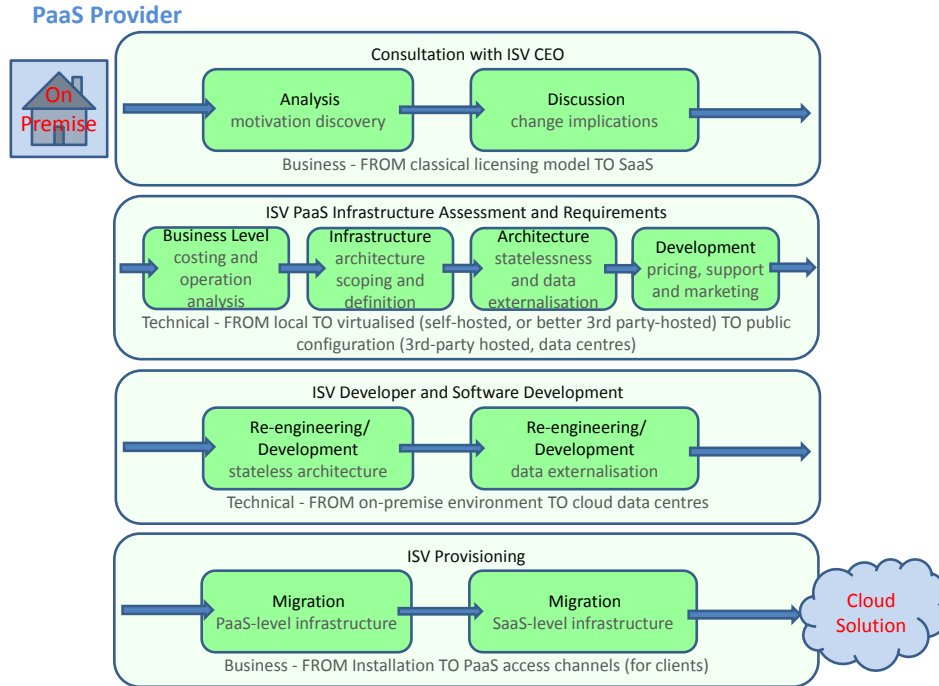 PaaS Provider
On
Premise
Consultation with ISV CEO
Analysis
motivation discovery
Discussion
change implications
Business - FROM classical licensing model TO SaaS
ISV PaaS Infrastructure Assessment and Requirements
Business Level
costing and
operation
analysis
Infrastructure
architecture
scoping and
definition
Architecture
statelessness
and data
externalisation
Development
pricing, support
and marketing
Technical - FROM local TO virtualised (self-hosted, or better 3rd party-hosted) TO public
configuration (3rd-party hosted, data centres)
ISV Developer and Software Development
Re-engineering/
Development
stateless architecture
Re-engineering/
Development
data externalisation
Technical - FROM on-premise environment TO cloud data centres
ISV Provisioning
Migration
PaaS-level infrastructure
Migration
SaaS-level infrastructure
Cloud
Solution
Business - FROM Installation TO PaaS access channels (for clients)